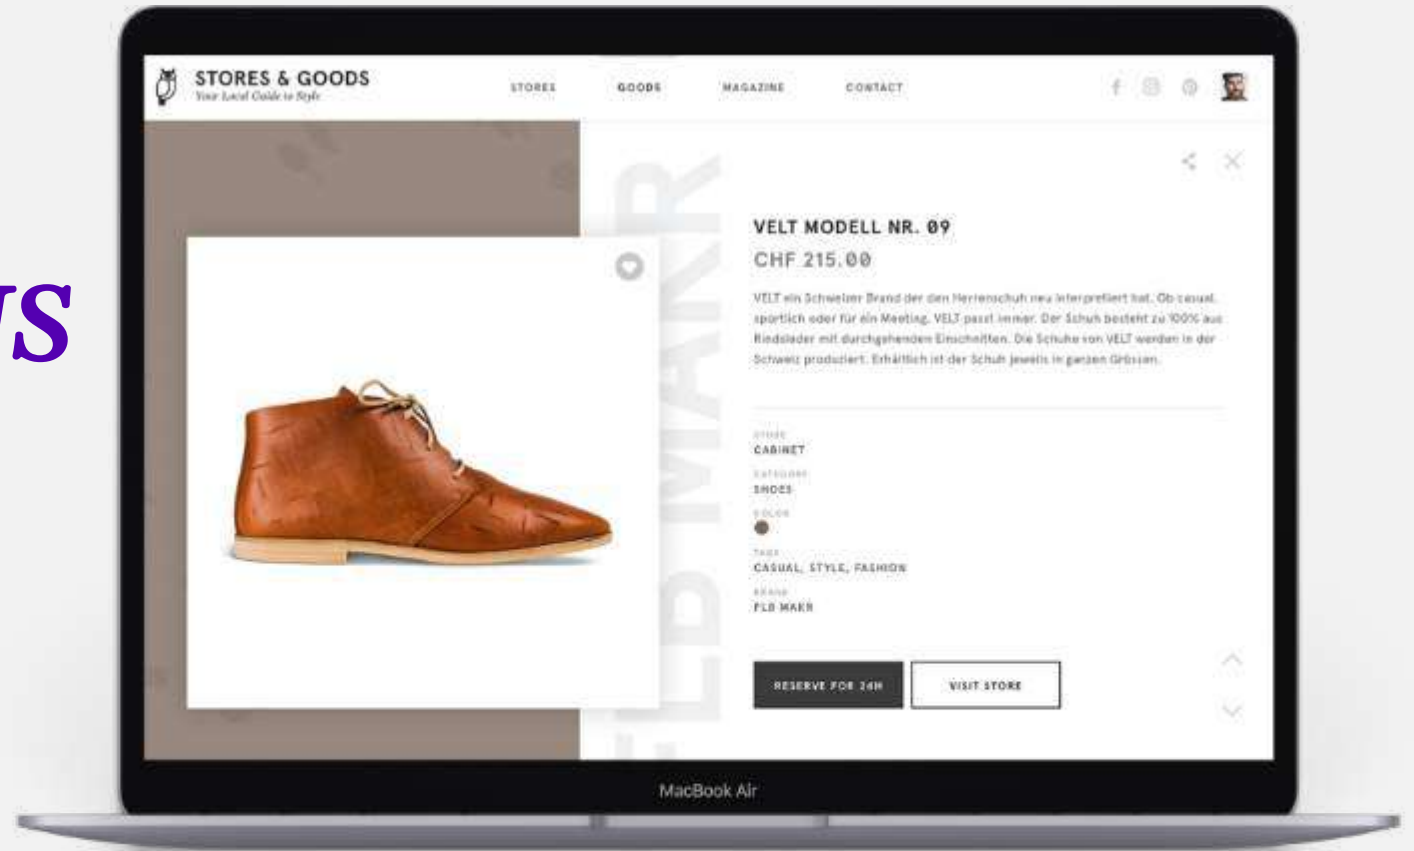 STORES & GOODS
Your Local Guide to Style
STORES GOODS MAGAZINE CONTACT
VELT MODELL NR. 09
CHF 215.00
VELT ein Schweizer Brand der den Herrenschuh neu interpretiert hat. Ob casual,
sportlich oder für ein Meeting, VELT passt immer. Der Schuh besteht zu 100% aus
Rindsleder mit durchgehenden Einschnitten. Die Schuhe von VELT werden in der
Schweiz produziert. Erhältlich ist der Schuh jeweils in ganzen Grössen.
STORE
CABINET
CATEGORY
SHOES
COLOR
TAGS
CASUAL, STYLE, FASHION
BRAND
FLD MAKR
RESERVE FOR 24H
VISIT STORE
MacBook Air